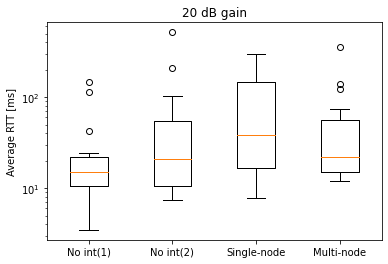 20 dB gain
Average RTT [ms]
10²
10¹
No int(1) No int(2) Single-node Multi-node